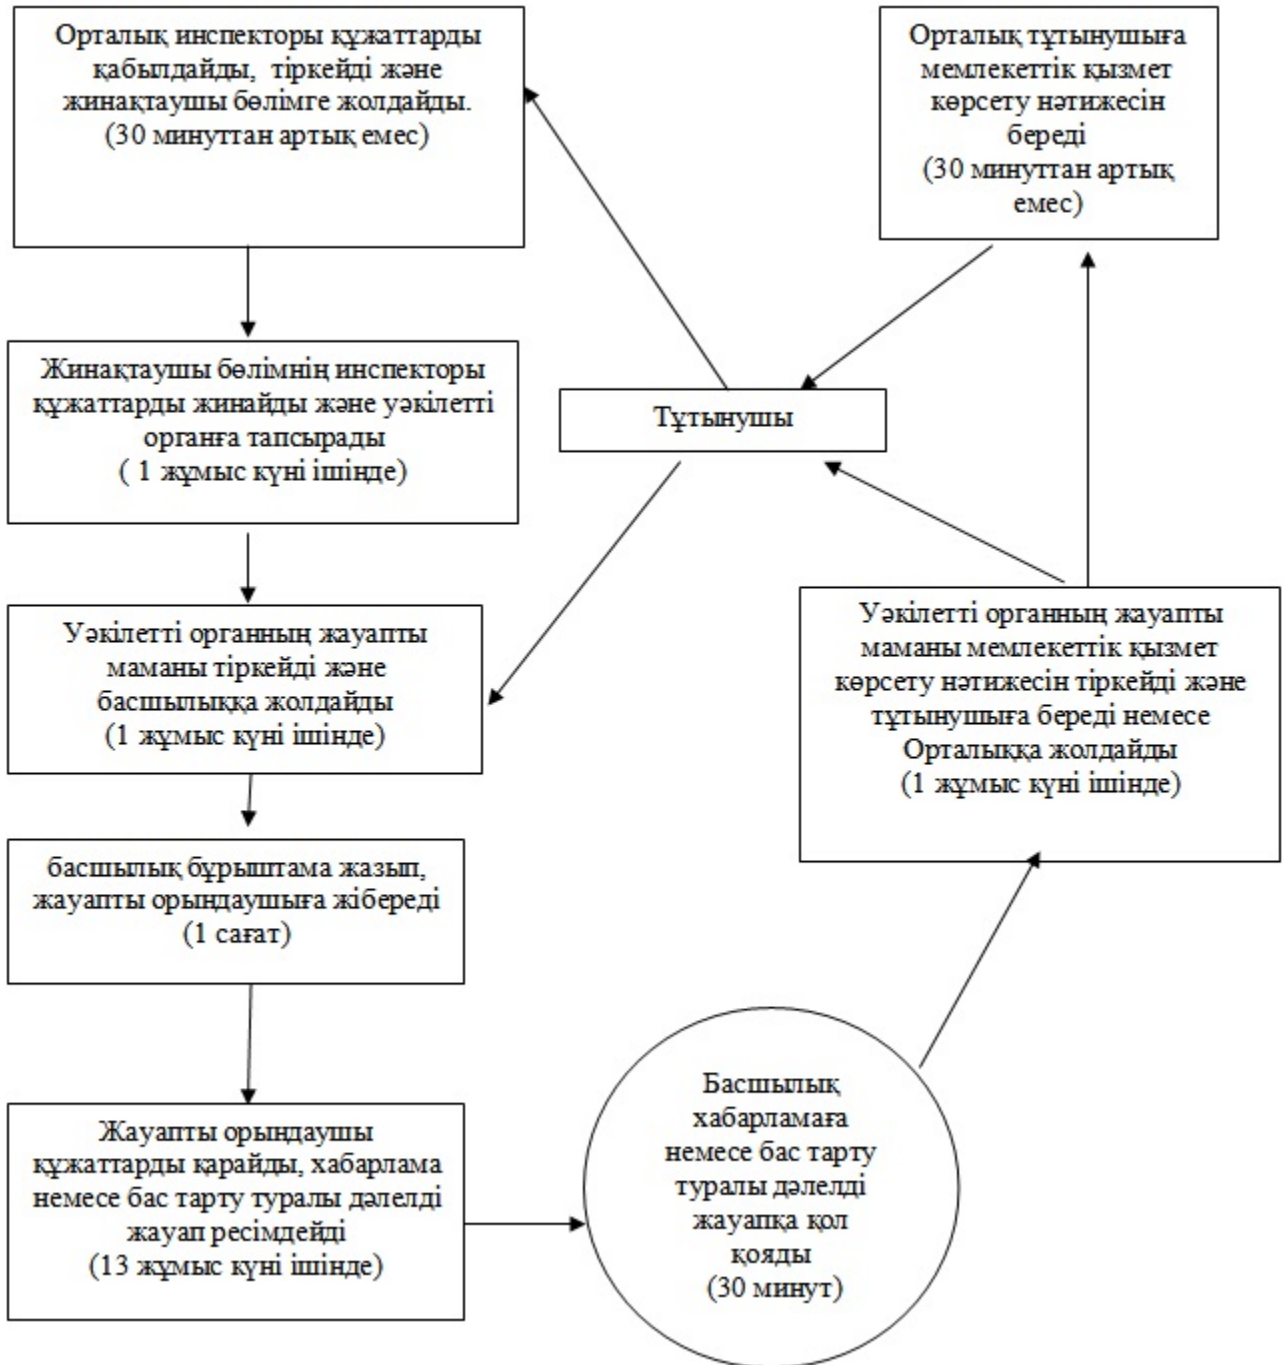 Орталық инспекторы құжаттарды
қабылдайды, тіркейді және
жинақтаушы бөлімге жолдайды.
(30 минуттан артық емес)
Орталық тұтынушыға
мемлекеттік қызмет
көрсету нәтижесін
береді
(30 минуттан артық
емес)
Жинақтаушы бөлімнің инспекторы
құжаттарды жинайды және уәкілетті
органға тапсырады
( 1 жұмыс күні ішінде)
Тұтынушы
Уәкілетті органның жауапты
маманы тіркейді және
басшылыққа жолдайды
(1 жұмыс күні ішінде)
Уәкілетті органның жауапты
маманы мемлекеттік қызмет
көрсету нәтижесін тіркейді және
тұтынушыға береді немесе
Орталыққа жолдайды
(1 жұмыс күні ішінде)
басшылық бұрыштама жазып,
жауапты орындаушыға жібереді
(1 сағат)
Жауапты орындаушы
құжаттарды қарайды, хабарлама
немесе бас тарту туралы дәлелді
жауап ресімдейді
(13 жұмыс күні ішінде)
Басшылық
хабарламаға
немесе бас тарту
туралы дәлелді
жауапқа қол
қояды
(30 минут)